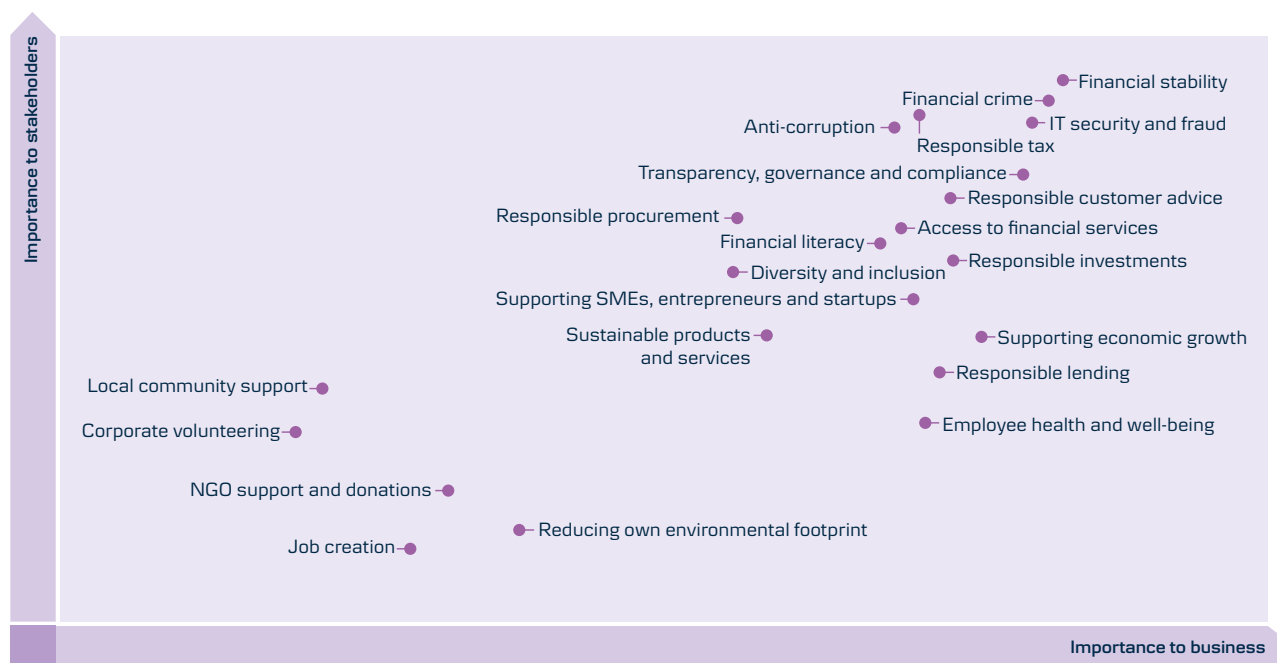 Importance to stakeholders
Financial stability
Financial crime
IT security and fraud
Anti-corruption
Responsible tax
Transparency, governance and compliance
Responsible customer advice
Responsible procurement
Access to financial services
Financial literacy
Responsible investments
Diversity and inclusion
Supporting SMEs, entrepreneurs and startups
Sustainable products
and services
Supporting economic growth
Responsible lending
Local community support
Employee health and well-being
Corporate volunteering
NGO support and donations
Reducing own environmental footprint
Job creation
Importance to business